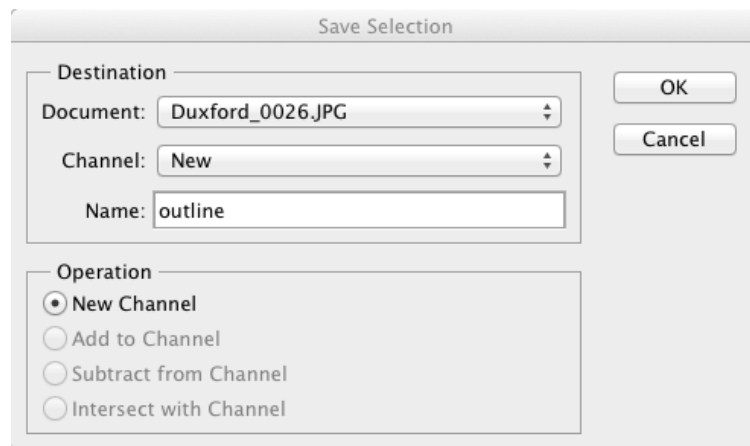 Save Selection
Destination
Document: Duxford_0026.JPG
Channel: New
Name: outline
OK
Cancel
Operation
New Channel
Add to Channel
Subtract from Channel
Intersect with Channel